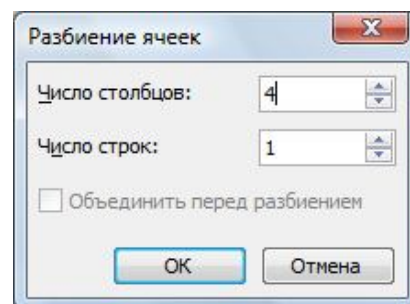 Разбиение ячеек
Число столбцов: 4
Число строк: 1
Объединить перед разбиением
ОК Отмена